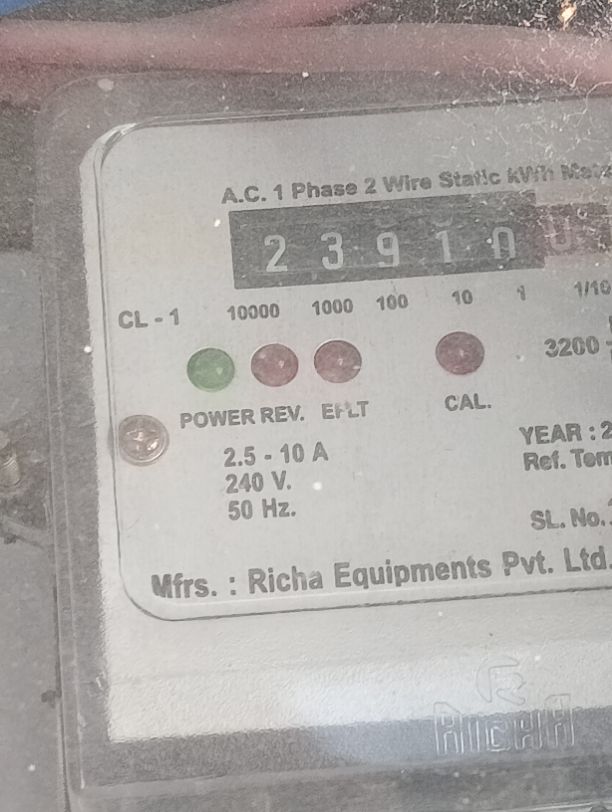 A.C. 1 Phase 2 Wire Static kWh
2 3 9 1 0
CL - 1 10000 1000 100 10 1 1/10
3200
POWER REV. EFLT CAL.
2.5 - 10 A
240 V.
50 Hz.
YEAR : 2
Ref. Tem
SL. No.
Mfrs. : Richa Equipments Pvt. Ltd.
RICHA